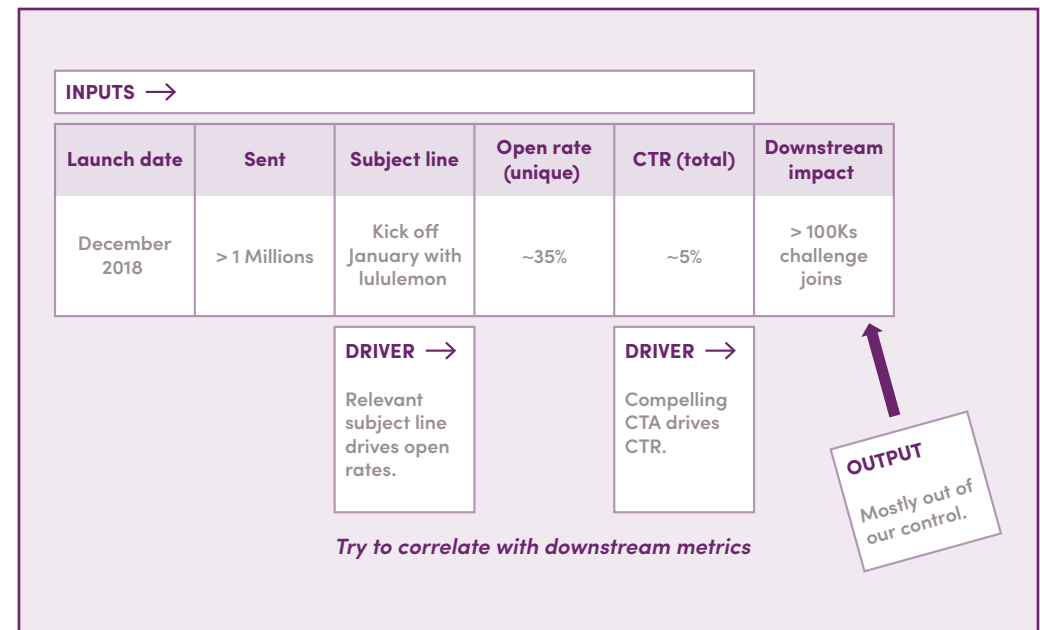 INPUTS →
Launch date
Sent
Subject line
Open rate
(unique)
CTR (total)
Downstream
impact
December
2018
> 1 Millions
Kick off
January with
lululemon
~35%
~5%
> 100Ks
challenge
joins
DRIVER →
Relevant
subject line
drives open
rates.
DRIVER →
Compelling
CTA drives
CTR.
OUTPUT
Mostly out of
our control.
Try to correlate with downstream metrics